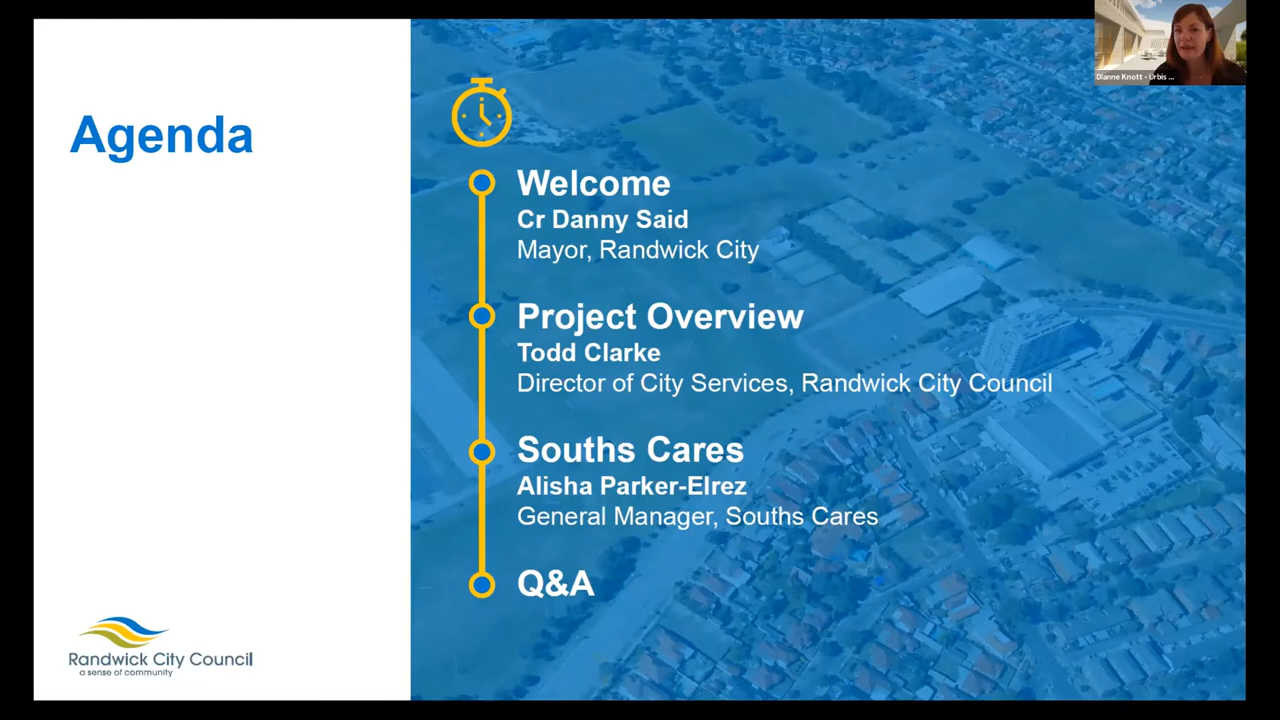 Agenda
Welcome
Cr Danny Said
Mayor, Randwick City
Project Overview
Todd Clarke
Director of City Services, Randwick City Council
Souths Cares
Alisha Parker-Elrez
General Manager, Souths Cares
Q&A
Randwick City Council
a sense of community
Dianne Knott - Urbis ...